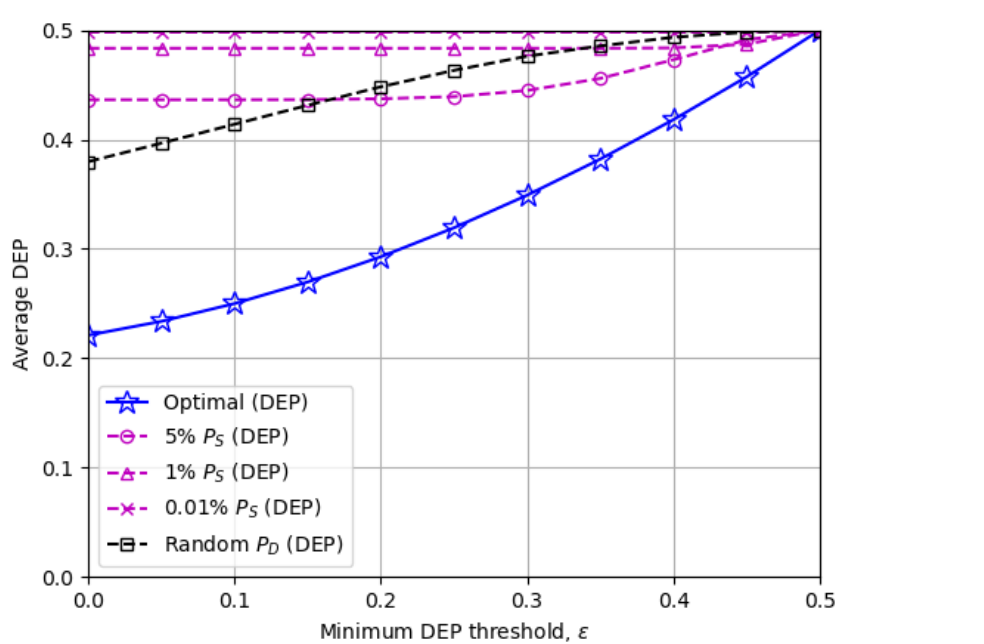 0.5
0.4
0.3
0.2
0.1
0.0
Average DEP
Optimal (DEP)
5% P_S (DEP)
1% P_S (DEP)
0.01% P_S (DEP)
Random P_D (DEP)
0.0 0.1 0.2 0.3 0.4 0.5
Minimum DEP threshold, ε